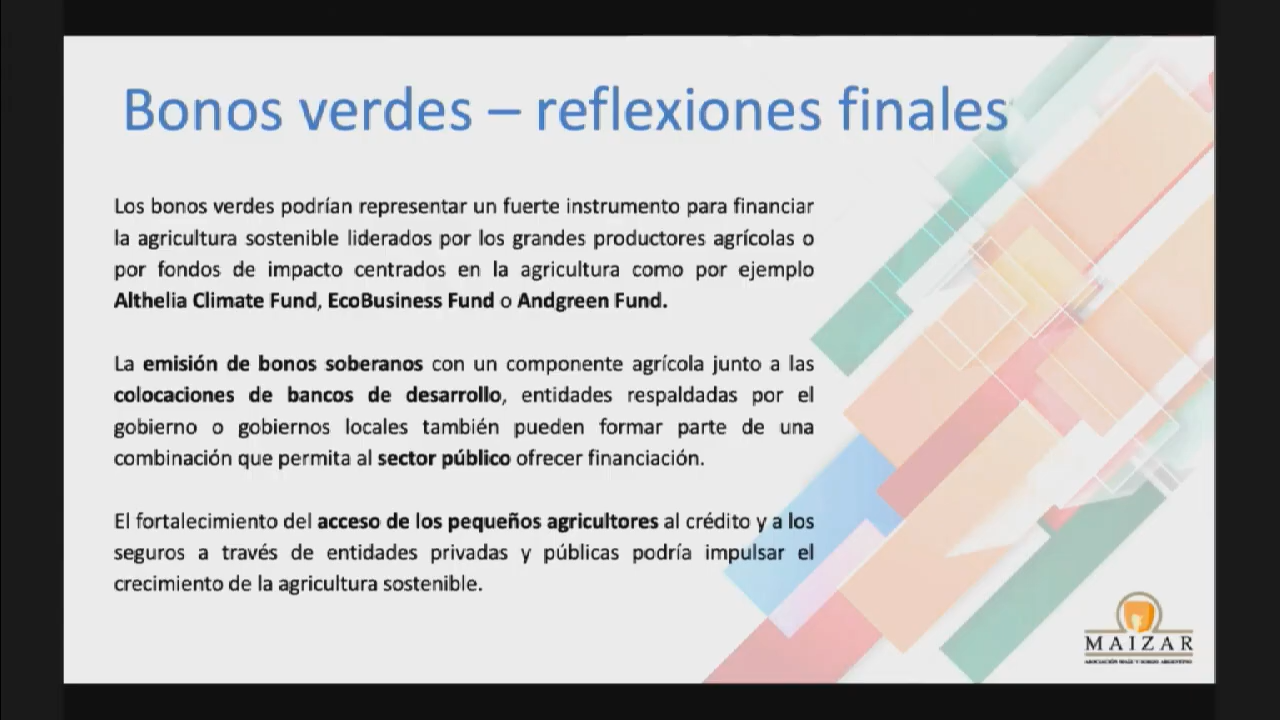 Bonos verdes – reflexiones finales
Los bonos verdes podrían representar un fuerte instrumento para financiar
la agricultura sostenible liderados por los grandes productores agrícolas o
por fondos de impacto centrados en la agricultura como por ejemplo
Althelia Climate Fund, EcoBusiness Fund o Andgreen Fund.
La emisión de bonos soberanos con un componente agrícola junto a las
colocaciones de bancos de desarrollo, entidades respaldadas por el
gobierno o gobiernos locales también pueden formar parte de una
combinación que permita al sector público ofrecer financiación.
El fortalecimiento del acceso de los pequeños agricultores al crédito y a los
seguros a través de entidades privadas y públicas podría impulsar el
crecimiento de la agricultura sostenible.
MAIZAR
ASOCIACIÓN MAÍZ Y SORGO ARGENTINO